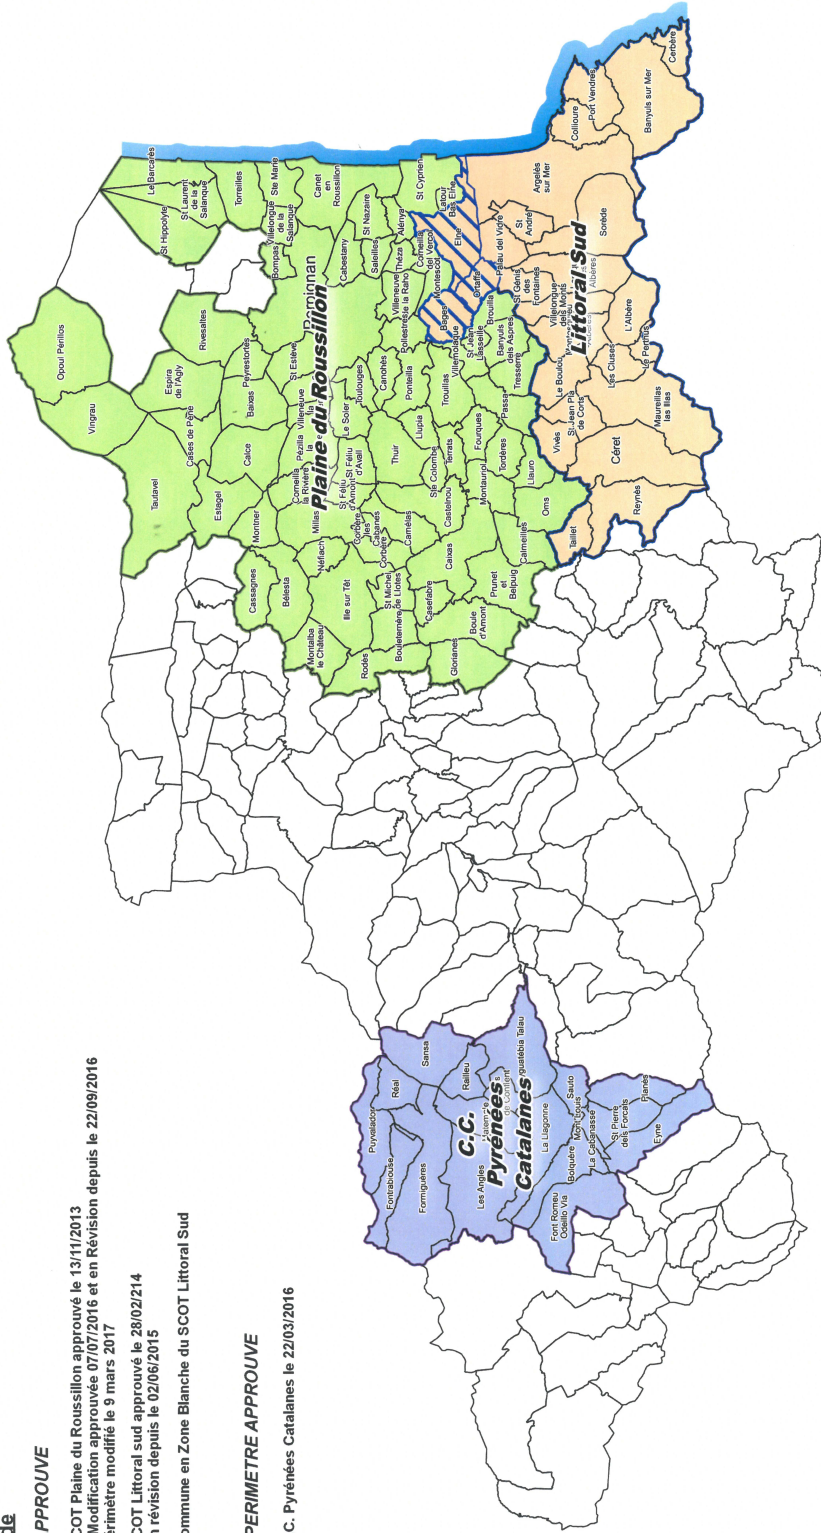 de
PPROUVE
COT Plaine du Roussillon approuvé le 13/11/2013
Modification approuvée 07/07/2016 et en Révision depuis le 22/09/2016
érimètre modifié le 9 mars 2017
COT Littoral sud approuvé le 28/02/214
n révision depuis le 02/06/2015
ommune en Zone Blanche du SCOT Littoral Sud
PERIMETRE APPROUVE
C. Pyrénées Catalanes le 22/03/2016
Opoul Périllos
Vingrau
Tautavel
Le Barcarès
St Laurent
de la
Salanque
St Hippolyte
Torreilles
Ste Marie
Villelongue
de la
Salanque
Bompas
Canet
en
Roussillon
Cabestany
St Nazaire
Saleilles
Alénya
Théza
St Cyprien
Corneilla
del Vercol
Latour
Bas Elne
Elne
Montescot
Villeneuve
de la Raho
Pollestres
Bages
Ortaffa
Rivesaltes
Espira
de l'Agly
Cases de Pène
Peyrestortes
Baixas
Calce
Estagel
Montner
St Estève
Villeneuve
la
Pézilla
la
Corneilla
la Rivière
Plaine du Roussillon
Le Soler
Toulouges
Canohès
Ponteilla
St Féliu
d'Avall
St Féliu
d'Amont
Millas
Néfiach
Corbère
les
Cabanes
Corbère
Thuir
Llupia
Trouillas
Villemolaque
St Jean
Lasseille
Brouilla
Banyuls
dels Aspres
Tresserre
Passa
Fourques
Tordères
Llauro
Terrats
Ste Colombe
Castelnou
Camélas
Montauriol
Oms
Calmeilles
Caixas
Prunet
et
Belpuig
Casefabre
St Michel
de Llotes
Bouleternère
Boule
d'Amont
Glorianes
Rodès
Ille sur Têt
Montalba
le Château
Bélesta
Cassagnes
Cerbère
Banyuls sur Mer
Port Vendres
Collioure
Argelès
sur Mer
St
André
Palau del Vidre
Sorède
St Génis
des
Fontaines
Villelongue
dels Monts
Albères
Littoral Sud
L'Albère
Le Perthus
Les Cluses
Le Boulou
St Jean Pla
de Corts
Vivès
Maureillas
las Illas
Céret
Reynès
Taillet
C.C.
Pyrénées
Catalanes
Sansa
Réal
Puyvalador
Railleu
Fontrabiouse
Formiguères
Les Angles
de Conflent
La Llagonne
Sauto
Mont Louis
La Cabanasse
Bolquère
Planès
St Pierre
dels Forcats
Eyne
Font Romeu
Odeillo Via